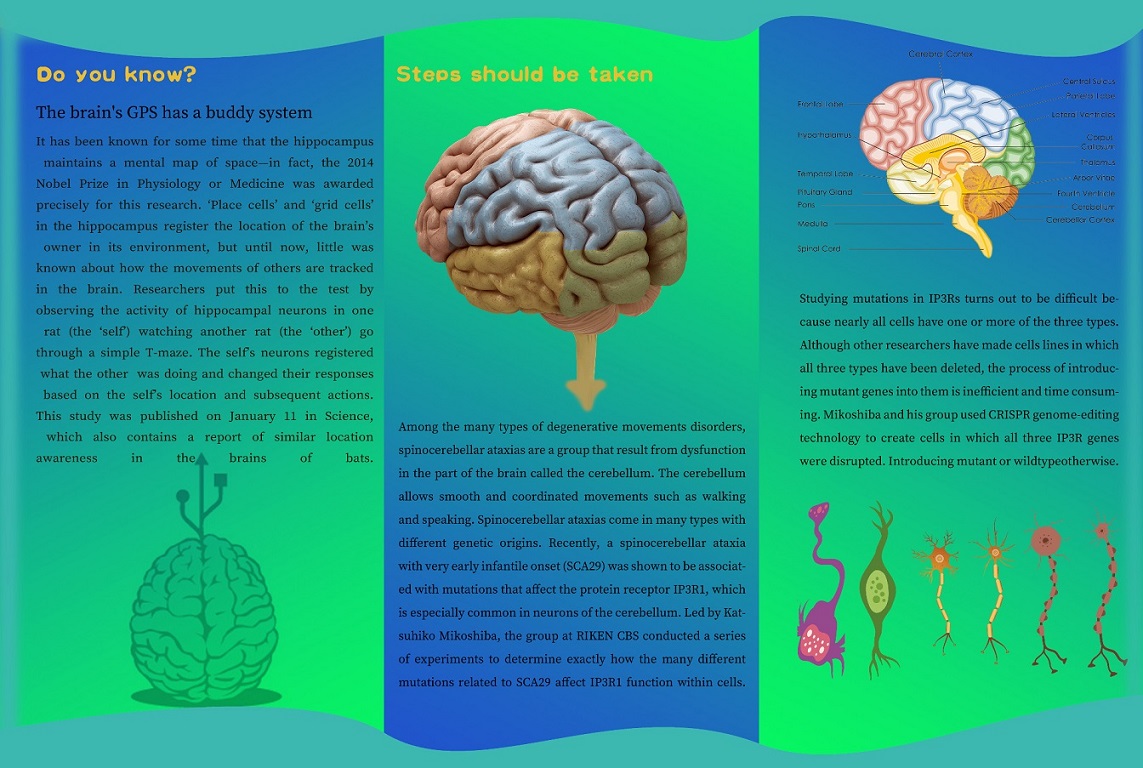 Do you know?
The brain's GPS has a buddy system
It has been known for some time that the hippocampus
maintains a mental map of space—in fact, the 2014
Nobel Prize in Physiology or Medicine was awarded
precisely for this research. ‘Place cells’ and ‘grid cells’
in the hippocampus register the location of the brain’s
owner in its environment, but until now, little was
known about how the movements of others are tracked
in the brain. Researchers put this to the test by
observing the activity of hippocampal neurons in one
rat (the ‘self’) watching another rat (the ‘other’) go
through a simple T-maze. The self’s neurons registered
what the other was doing and changed their responses
based on the self’s location and subsequent actions.
This study was published on January 11 in Science,
which also contains a report of similar location
awareness in the brains of bats.
Steps should be taken
Among the many types of degenerative movements disorders,
spinocerebellar ataxias are a group that result from dysfunction
in the part of the brain called the cerebellum. The cerebellum
allows smooth and coordinated movements such as walking
and speaking. Spinocerebellar ataxias come in many types with
different genetic origins. Recently, a spinocerebellar ataxia
with very early infantile onset (SCA29) was shown to be associat-
ed with mutations that affect the protein receptor IP3R1, which
is especially common in neurons of the cerebellum. Led by Kat-
suhiko Mikoshiba, the group at RIKEN CBS conducted a series
of experiments to determine exactly how the many different
mutations related to SCA29 affect IP3R1 function within cells.
Cerebral Cortex
Frontal Lobe
Hypothalamus
Temporal Lobe
Pituitary Gland
Pons
Medulla
Spinal Cord
Central Sulcus
Parietal Lobe
Lateral Ventricles
Corpus
Callosum
Thalamus
Arbor Vitae
Fourth Ventricle
Cerebellum
Cerebellar Cortex
Studying mutations in IP3Rs turns out to be difficult be-
cause nearly all cells have one or more of the three types.
Although other researchers have made cells lines in which
all three types have been deleted, the process of introduc-
ing mutant genes into them is inefficient and time consum-
ing. Mikoshiba and his group used CRISPR genome-editing
technology to create cells in which all three IP3R genes
were disrupted. Introducing mutant or wildtypeotherwise.